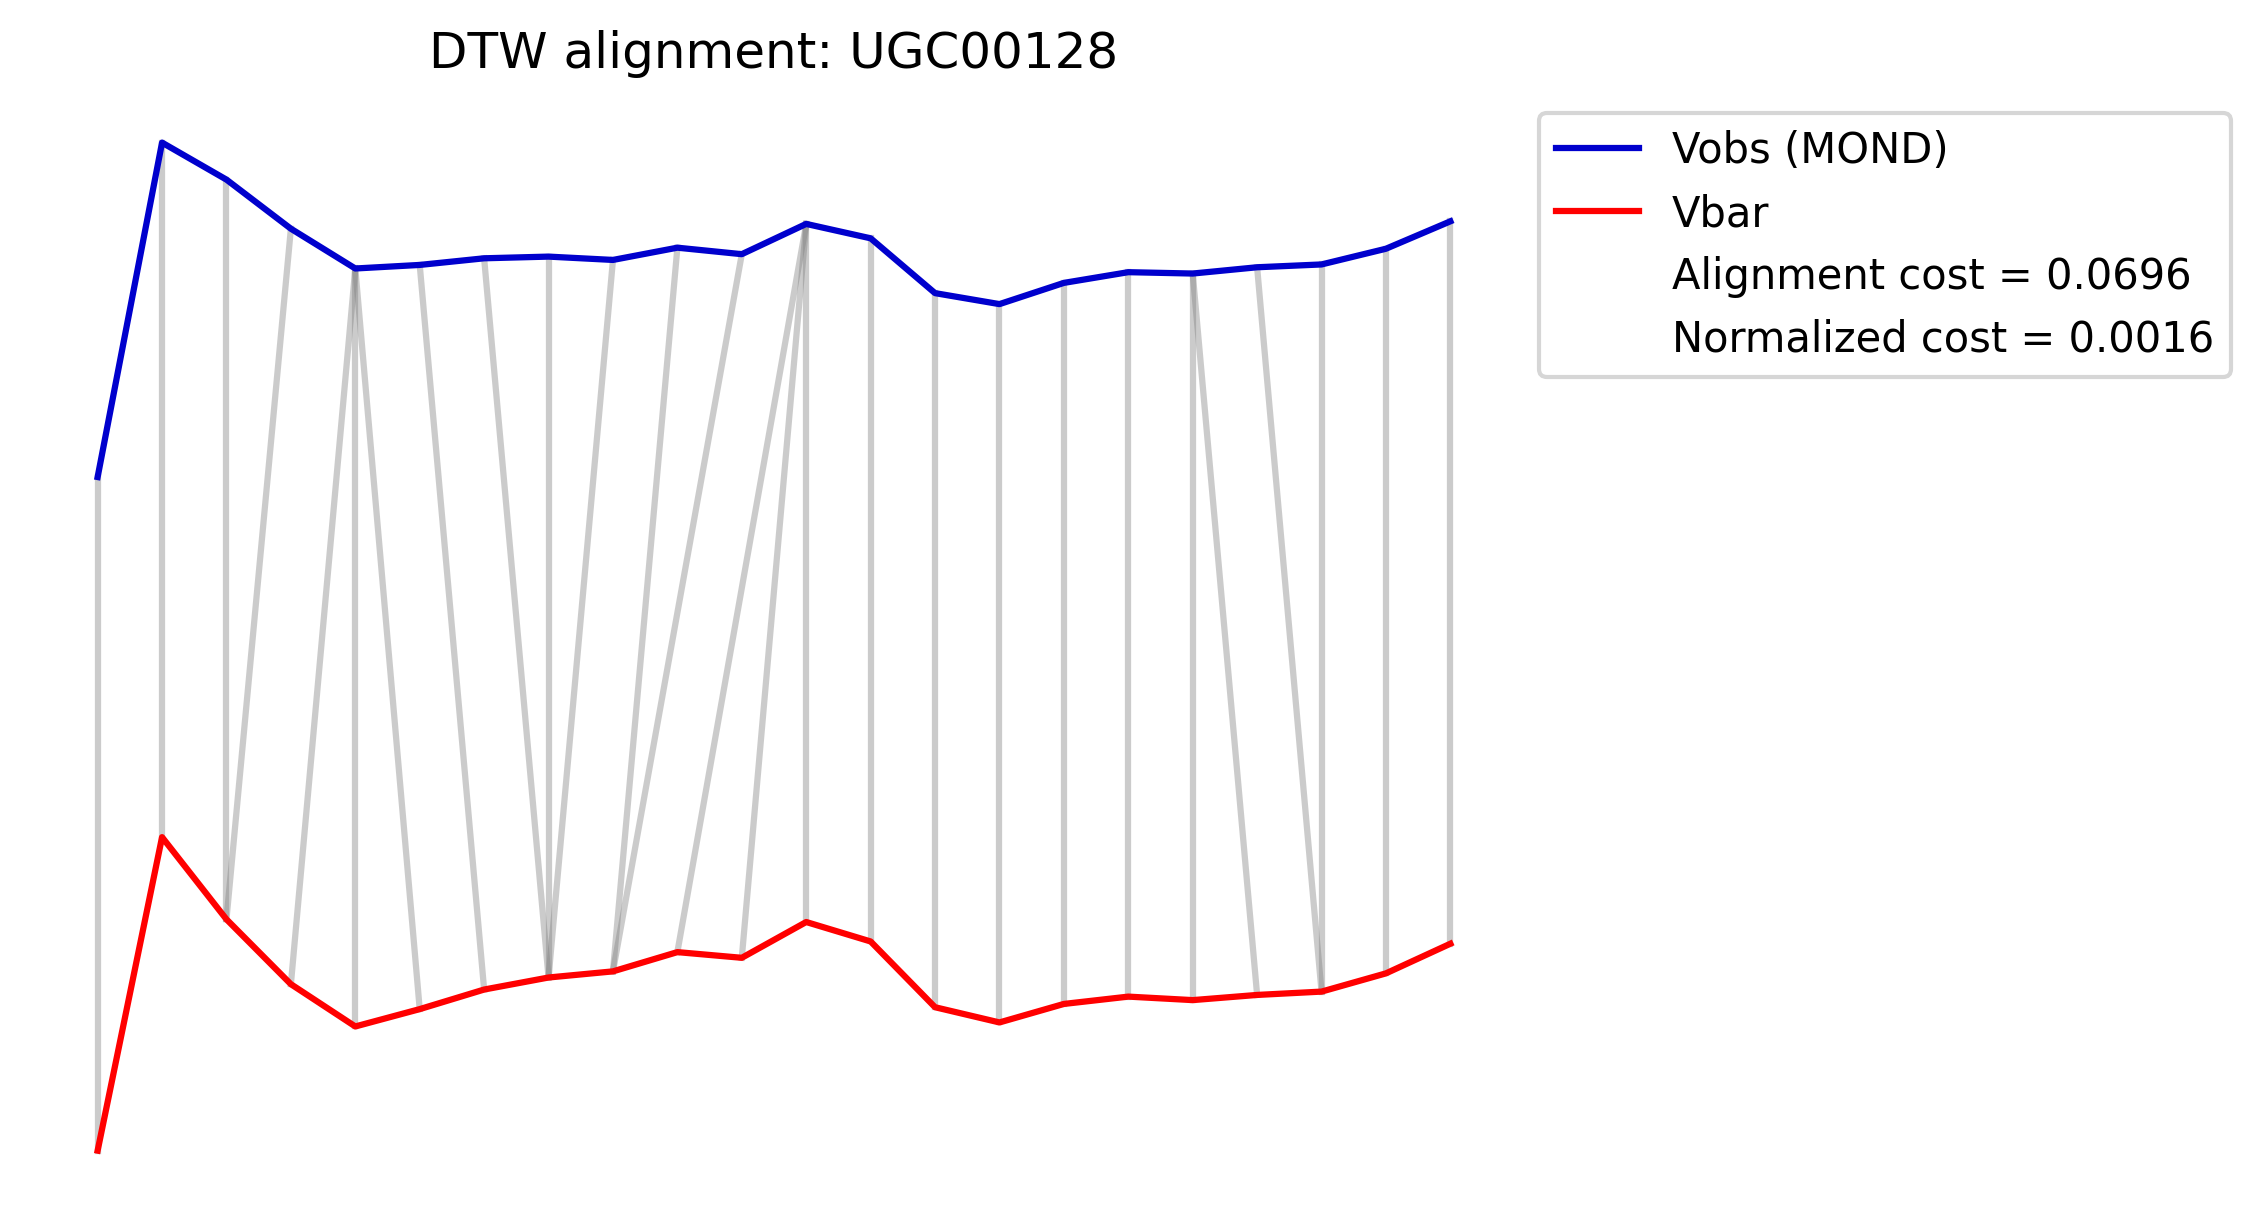 DTW alignment: UGC00128
Vobs (MOND)
Vbar
Alignment cost = 0.0696
Normalized cost = 0.0016